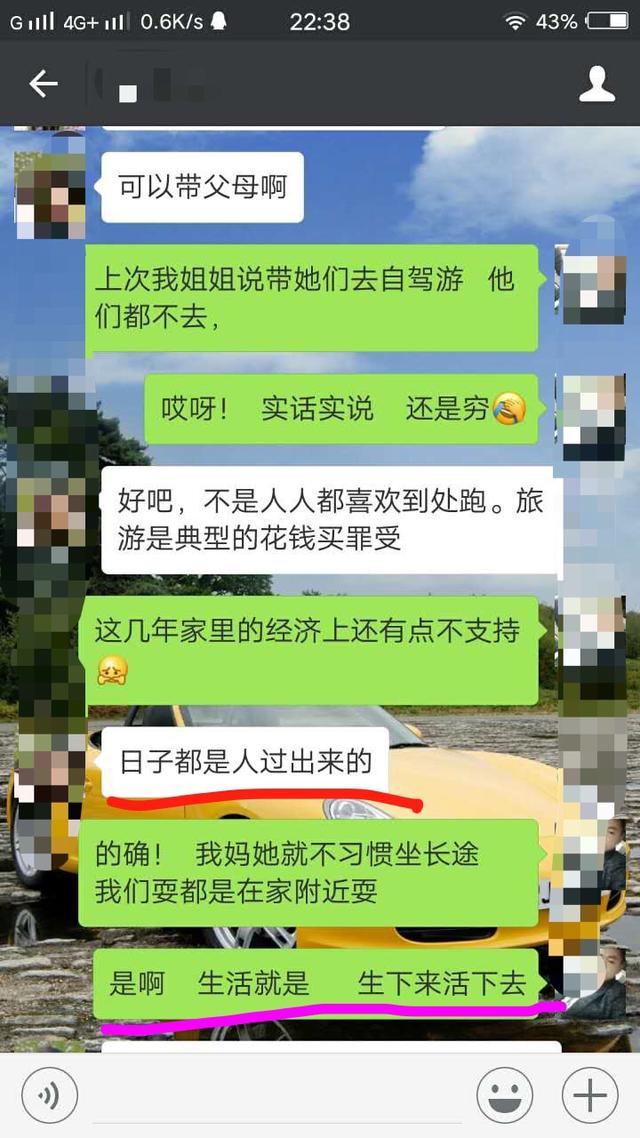 G 4G+ 0.6K/s 22:38 43%
可以带父母啊
上次我姐姐说带她们去自驾游 他
们都不去，
哎呀！ 实话实说 还是穷
好吧，不是人人都喜欢到处跑。旅
游是典型的花钱买罪受
这几年家里的经济上还有点不支持
日子都是人过出来的
的确！ 我妈她就不习惯坐长途
我们耍都是在家附近耍
是啊 生活就是 生下来活下去